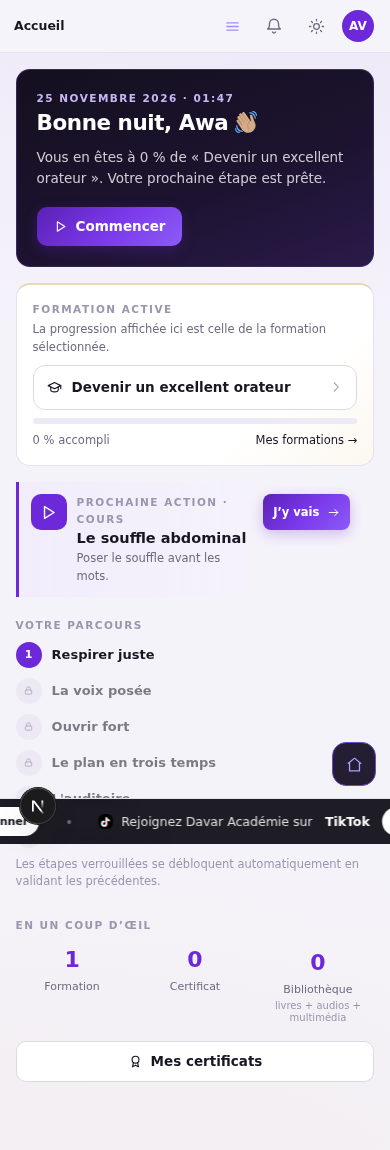 Accueil
AV
25 NOVEMBRE 2026 · 01:47
Bonne nuit, Awa 👋🏽
Vous en êtes à 0 % de « Devenir un excellent
orateur ». Votre prochaine étape est prête.
Commencer
FORMATION ACTIVE
La progression affichée ici est celle de la formation
sélectionnée.
Devenir un excellent orateur
0 % accompli
Mes formations →
PROCHAINE ACTION ·
COURS
Le souffle abdominal
Poser le souffle avant les
mots.
J’y vais →
VOTRE PARCOURS
1 Respirer juste
La voix posée
Ouvrir fort
Le plan en trois temps
N
• Rejoignez Davar Académie sur TikTok
Les étapes verrouillées se débloquent automatiquement en
validant les précédentes.
EN UN COUP D’ŒIL
1 0 0
Formation Certificat Bibliothèque
livres + audios +
multimédia
Mes certificats